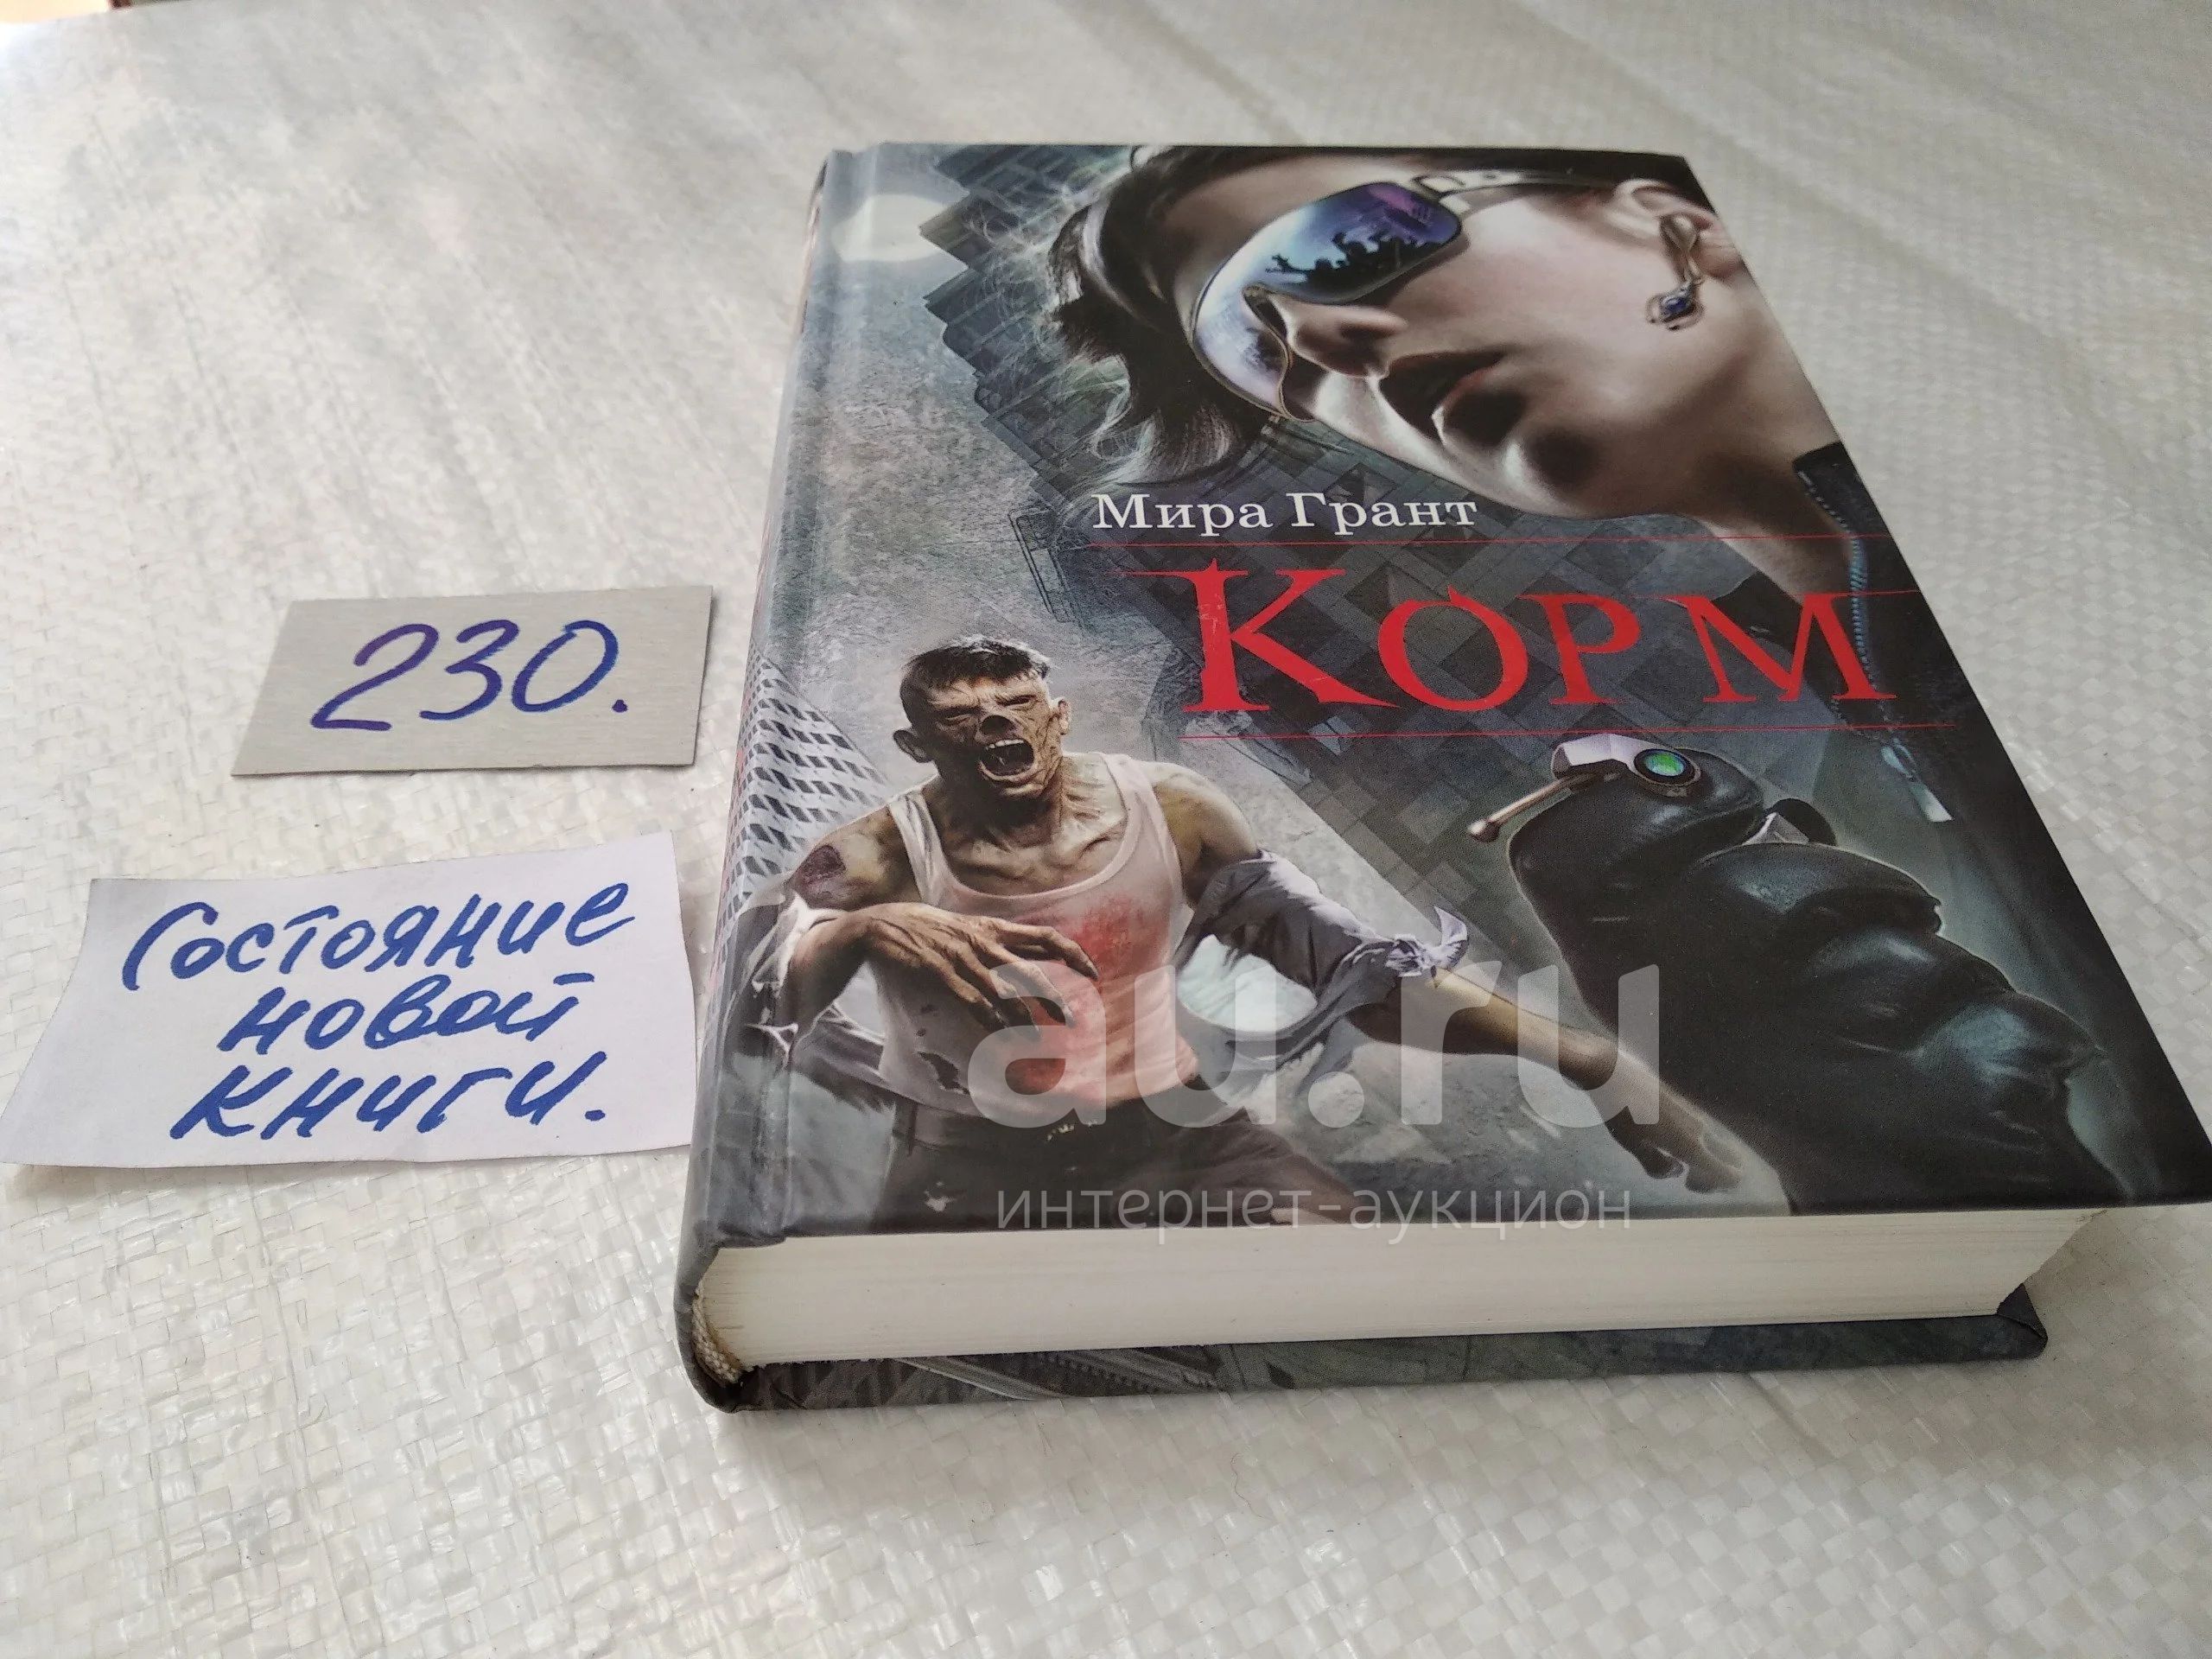 Мира Грант
Корм
230.
Состояние
новой
книги.
au.ru
интернет-аукцион